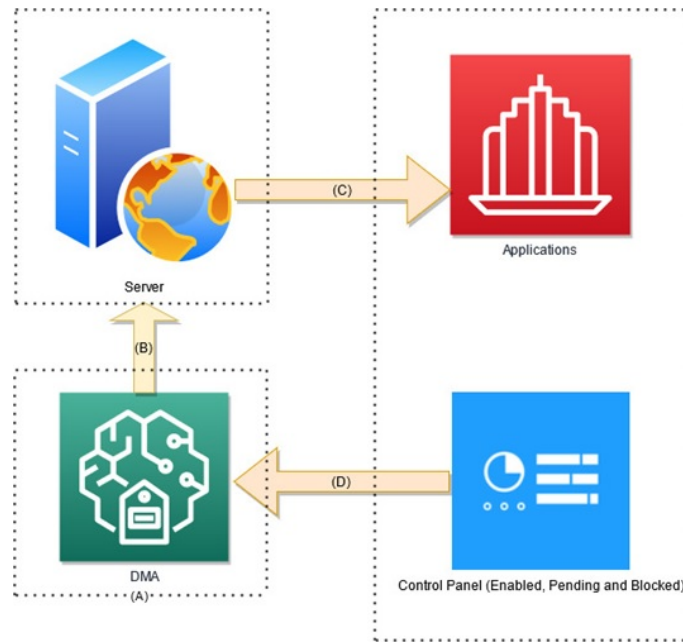 (C)
Server
Applications
(B)
(D)
DMA
(A)
Control Panel (Enabled, Pending and Blocked)